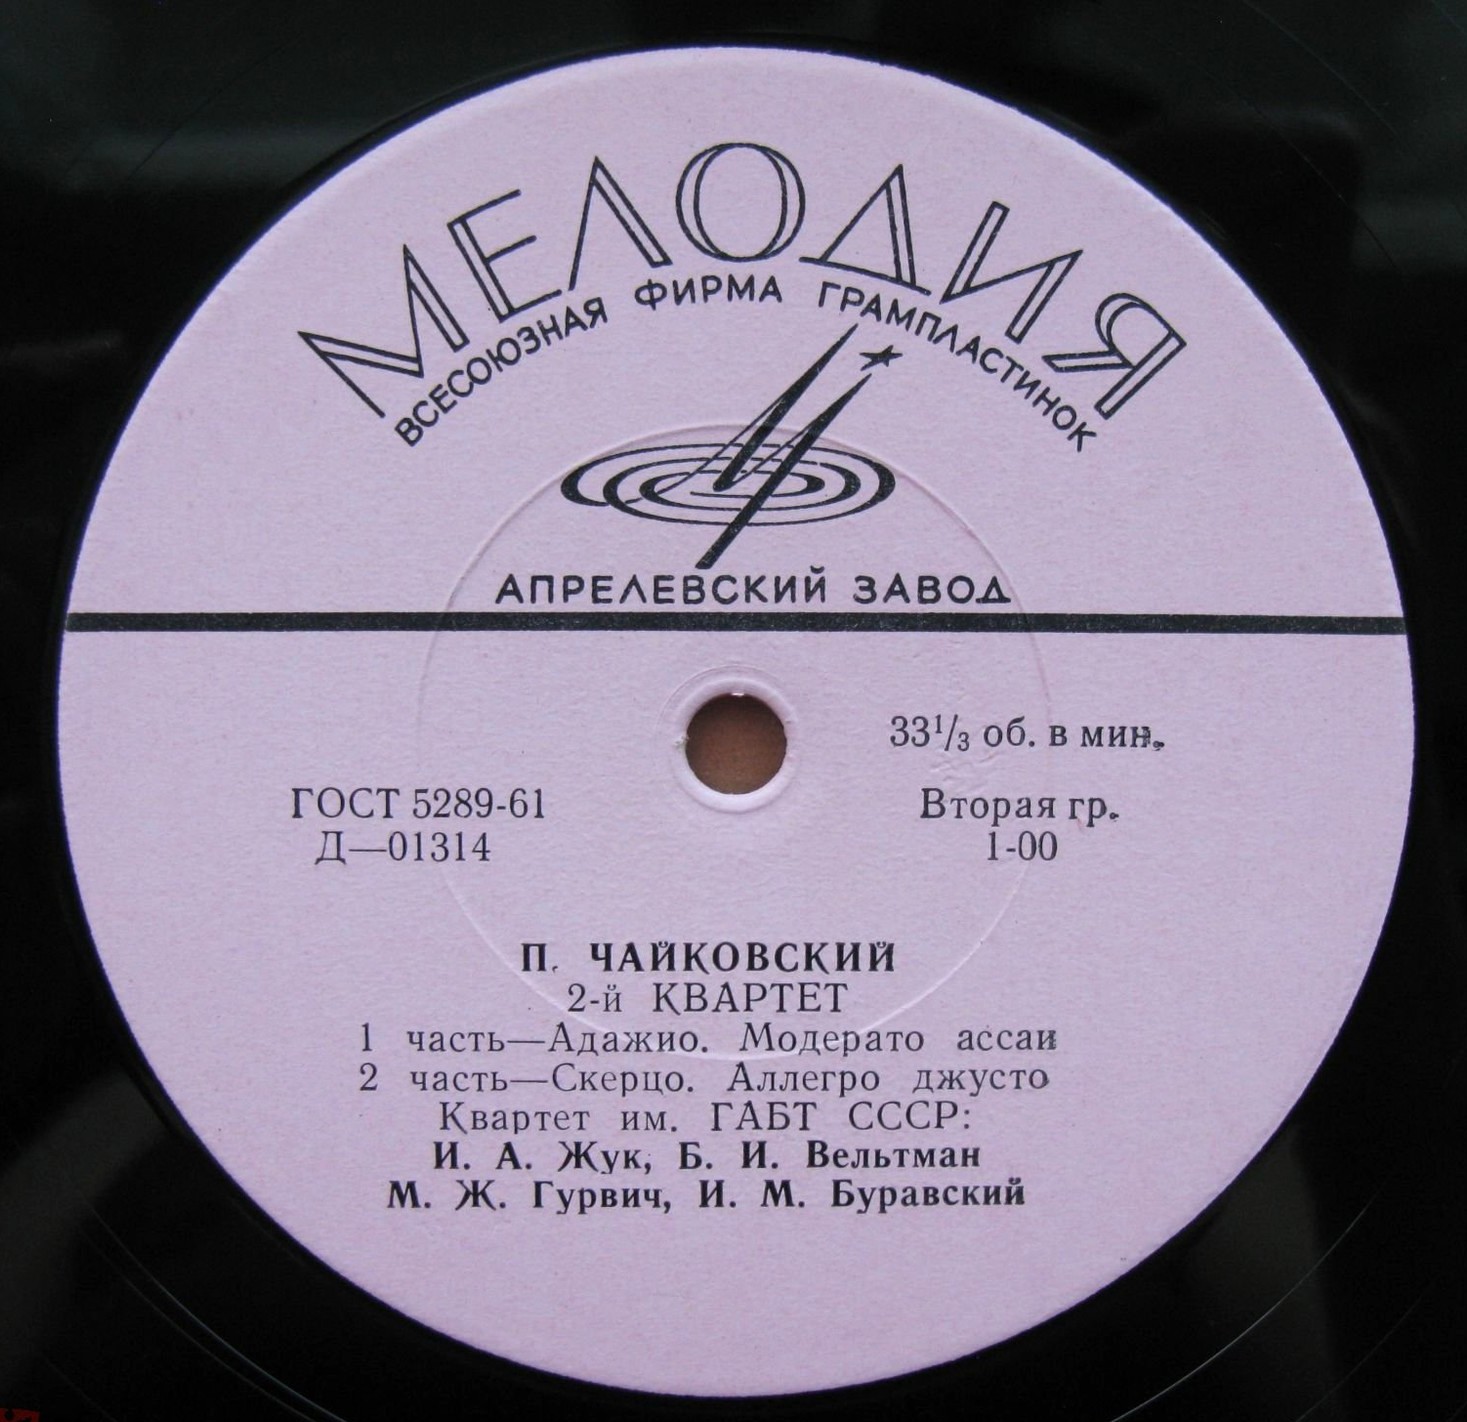 МЕЛОДИЯ
ВСЕСОЮЗНАЯ ФИРМА ГРАМПЛАСТИНОК
АПРЕЛЕВСКИЙ ЗАВОД
33 1/3 об. в мин.
ГОСТ 5289-61
Вторая гр.
Д—01314
1-00
П. ЧАЙКОВСКИЙ
2-й КВАРТЕТ
1 часть—Адажио. Модерато ассаи
2 часть—Скерцо. Аллегро джусто
Квартет им. ГАБТ СССР:
И. А. Жук, Б. И. Вельтман
М. Ж. Гурвич, И. М. Буравский